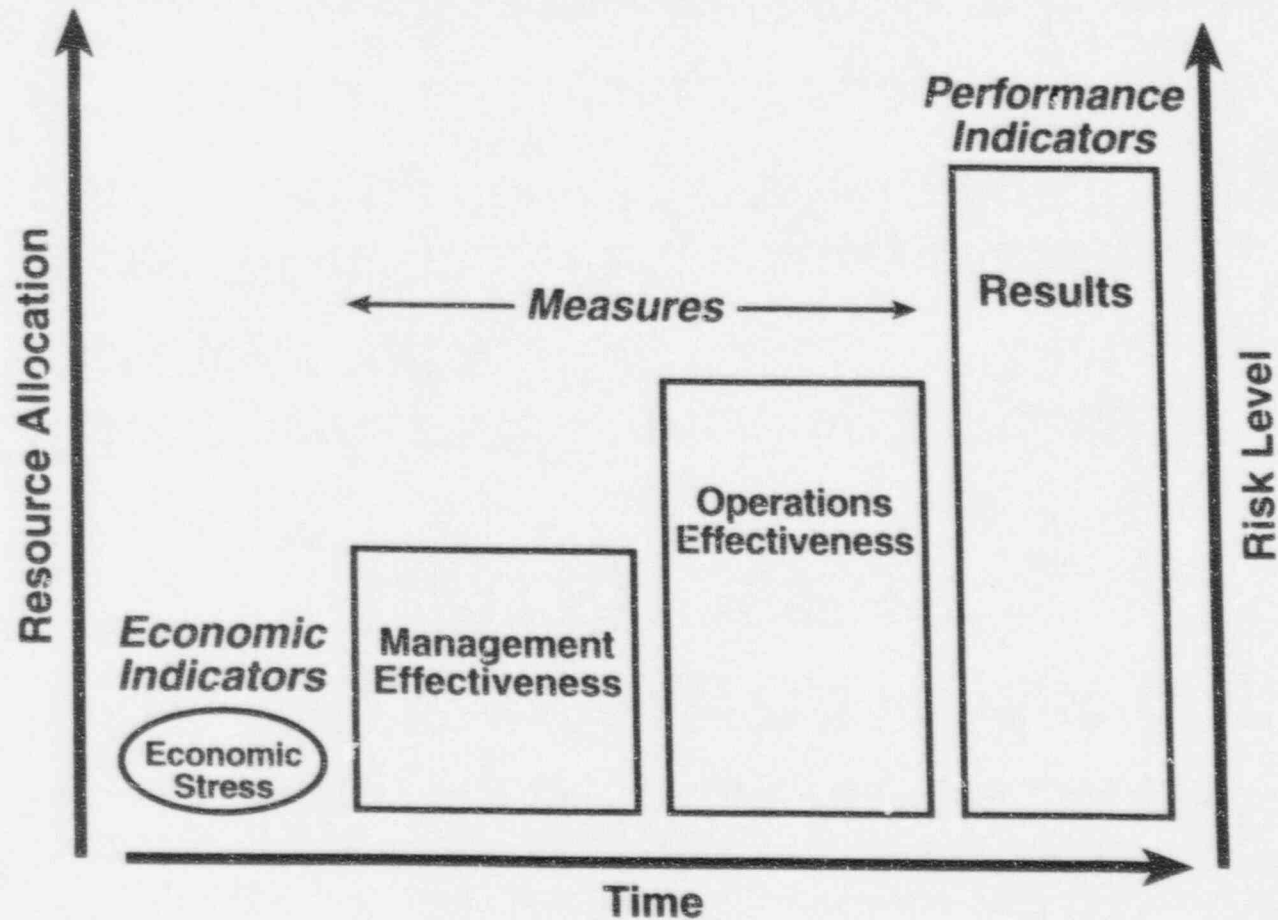 Performance
Indicators
Results
Measures
Operations
Effectiveness
Management
Effectiveness
Economic
Indicators
Economic
Stress
Resource Allocation
Risk Level
Time